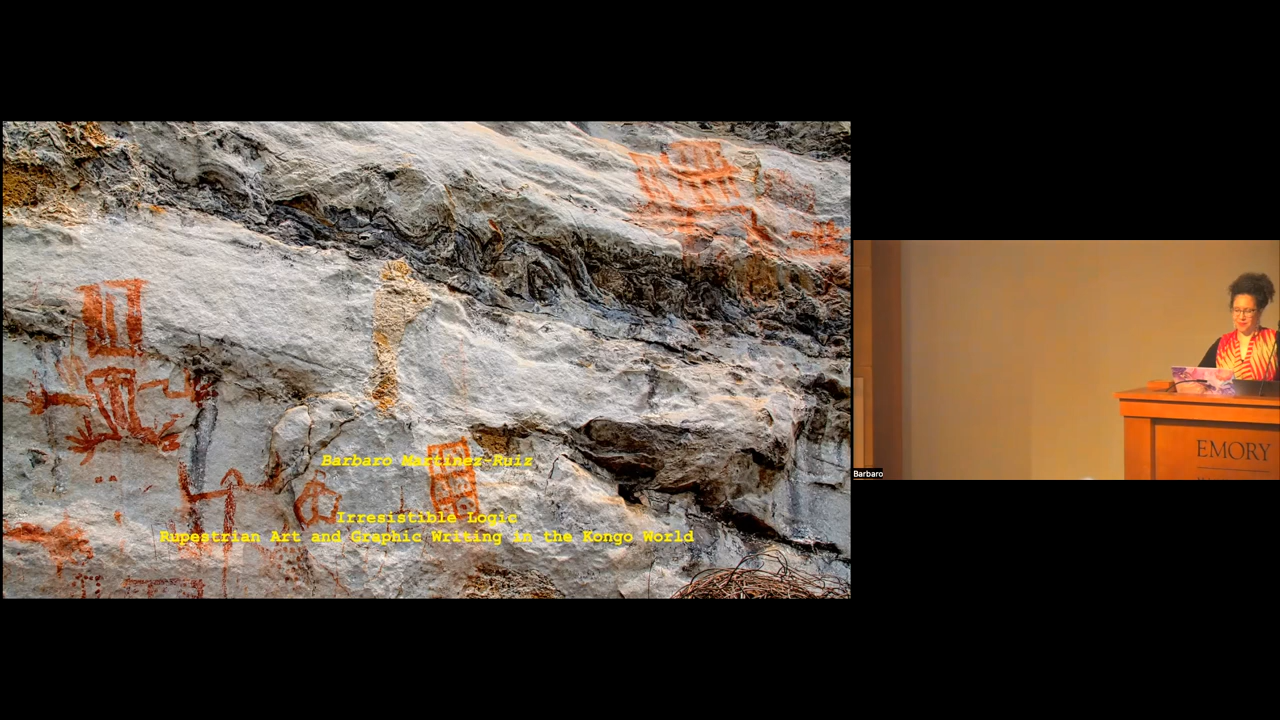 Barbaro Martinez-Ruiz
Irresistible Logic
Rupestrian Art and Graphic Writing in the Kongo World
Barbaro
EMORY